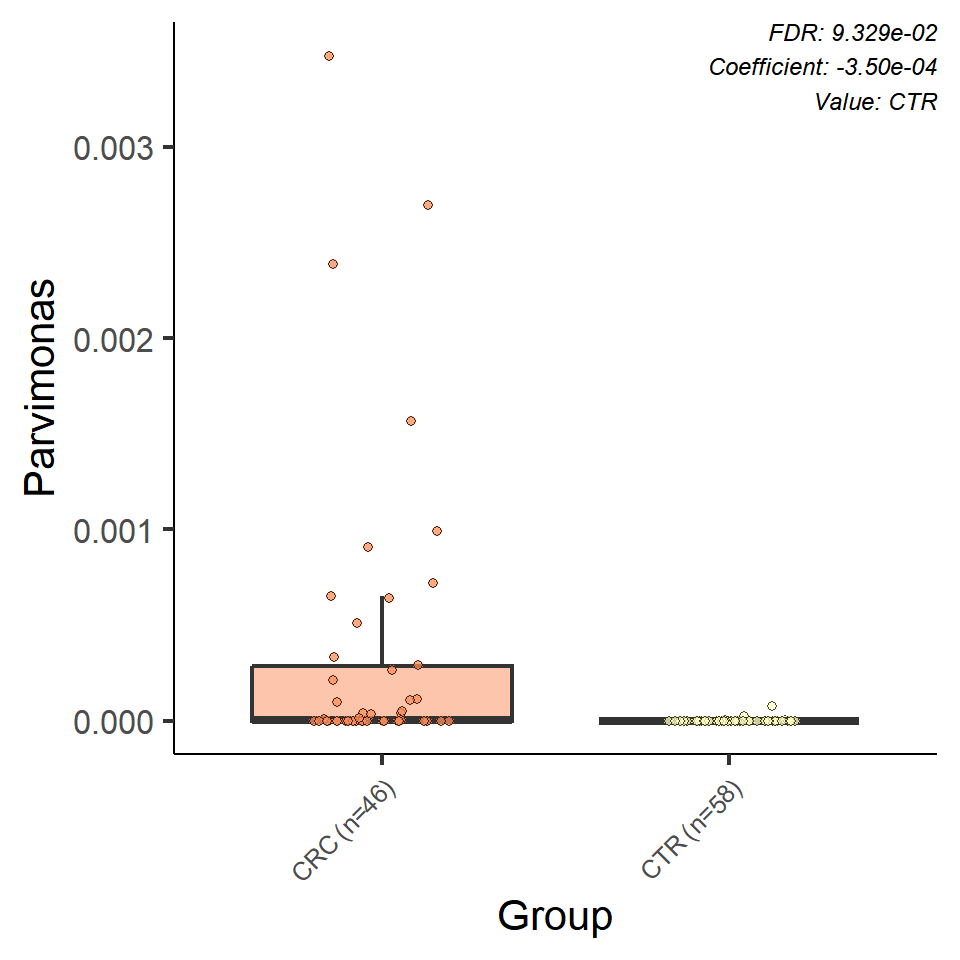 FDR: 9.329e-02
Coefficient: -3.50e-04
Value: CTR
Parvimonas
0.003
0.002
0.001
0.000
CRC (n=46)
CTR (n=58)
Group